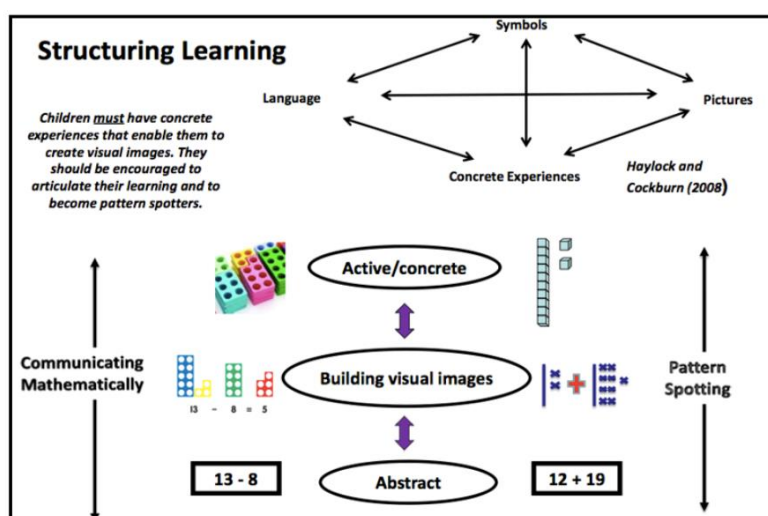 Structuring Learning
Symbols
Language
Pictures
Concrete Experiences
Haylock and
Cockburn (2008)
Children must have concrete
experiences that enable them to
create visual images. They
should be encouraged to
articulate their learning and to
become pattern spotters.
Active/concrete
Communicating
Mathematically
Building visual images
Pattern
Spotting
13 - 8 = 5
13 - 8
Abstract
12 + 19